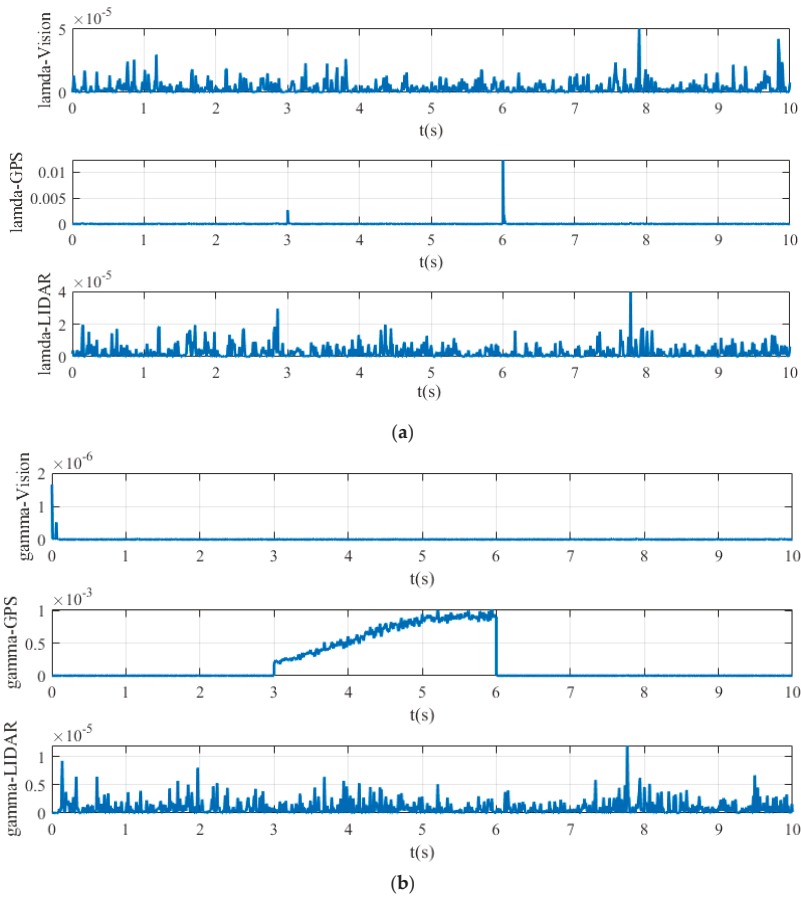 ×10⁻⁵
lamda-Vision
5
0
0 1 2 3 4 5 6 7 8 9 10
t(s)
lamda-GPS
0.01
0.005
0
0 1 2 3 4 5 6 7 8 9 10
t(s)
×10⁻⁵
lamda-LIDAR
4
2
0
0 1 2 3 4 5 6 7 8 9 10
t(s)
(a)
×10⁻⁶
gamma-Vision
2
1
0
0 1 2 3 4 5 6 7 8 9 10
t(s)
×10⁻³
gamma-GPS
1
0.5
0
0 1 2 3 4 5 6 7 8 9 10
t(s)
×10⁻⁵
gamma-LIDAR
1
0.5
0
0 1 2 3 4 5 6 7 8 9 10
t(s)
(b)